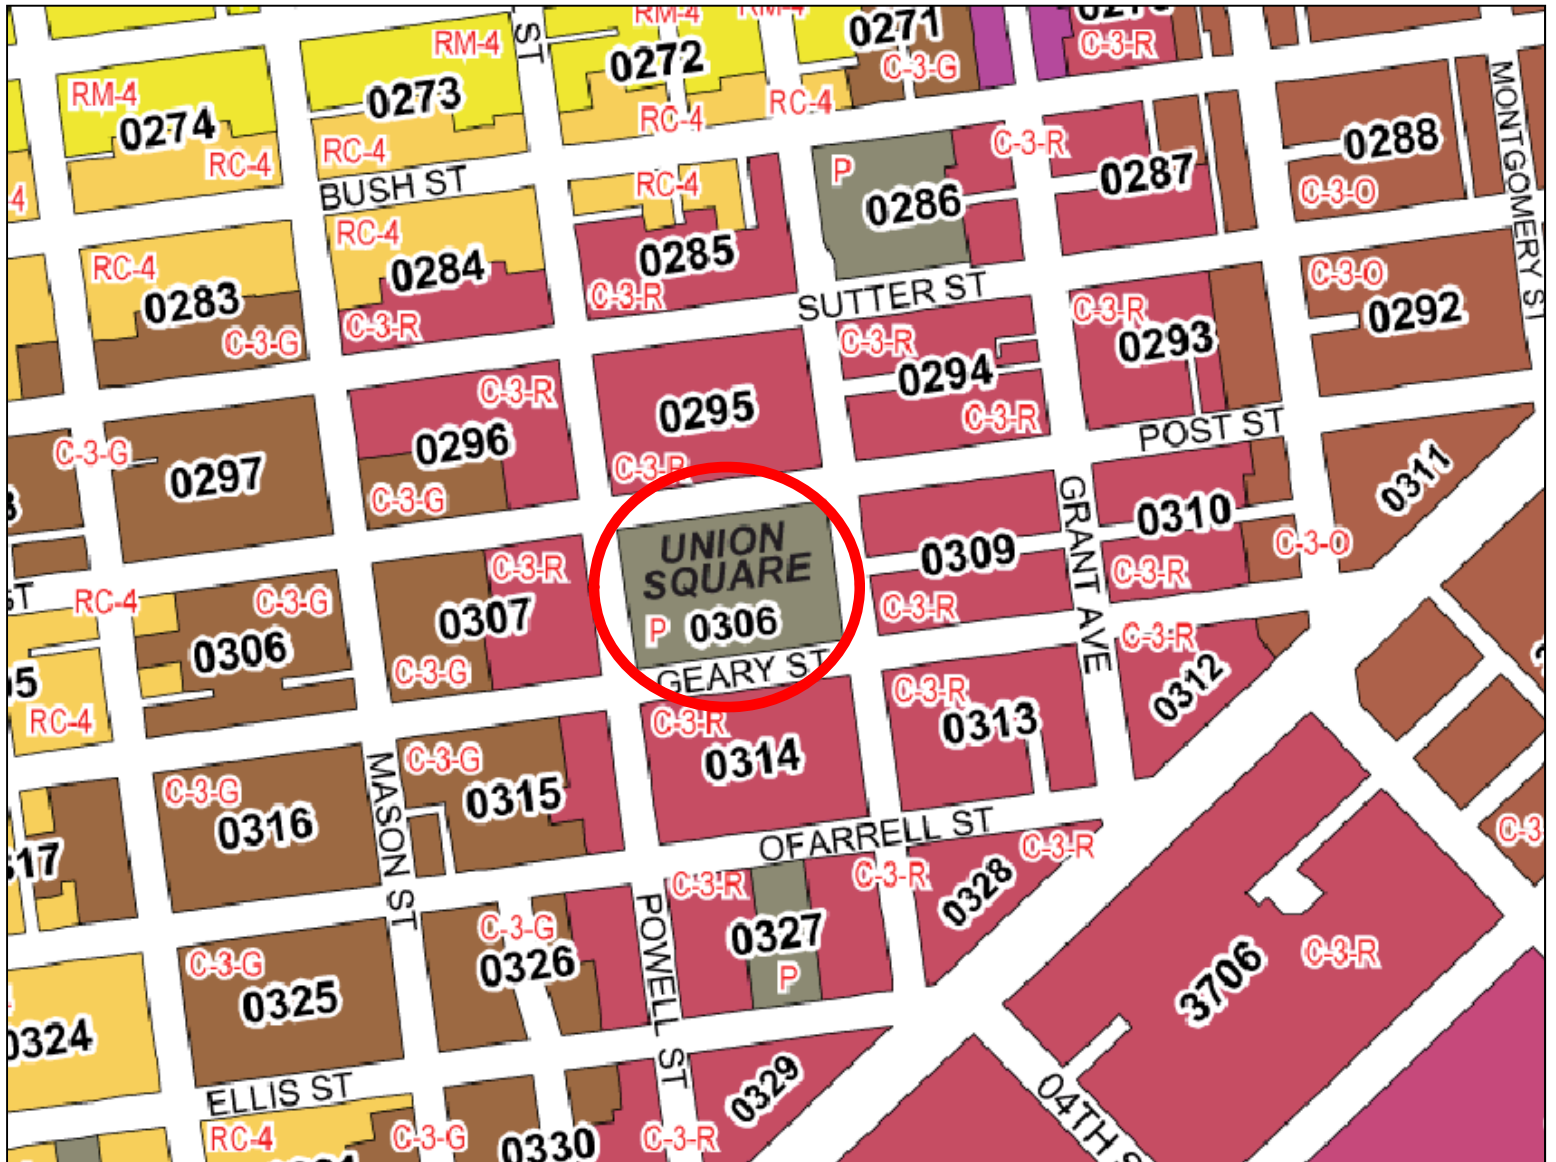 RM-4
RM-4
ST
0271
C-3-R
RM-4
0274
RC-4
RM-4
0273
RC-4
0272
RC-4
RC-4
C-3-G
BUSH ST
RC-4
0285
C-3-R
P
0286
C-3-R
0287
0288
C-3-O
MONTGOMERY ST
RC-4
0283
C-3-G
RC-4
0284
C-3-R
SUTTER ST
C-3-R
0294
C-3-R
C-3-R
0293
C-3-O
0292
C-3-G
0297
C-3-R
0296
C-3-G
0295
C-3-R
POST ST
0311
UNION
SQUARE
P 0306
GEARY ST
0309
C-3-R
GRANT AVE
0310
C-3-R
C-3-O
RC-4
C-3-G
0306
RC-4
C-3-R
0307
C-3-G
C-3-R
0314
C-3-R
0313
C-3-R
0312
C-3-G
0316
MASON ST
C-3-G
0315
OFARRELL ST
C-3-R
0327
P
C-3-R
C-3-R
0328
C-3-G
0325
C-3-G
0326
POWELL ST
3706
C-3-R
0324
ELLIS ST
RC-4
C-3-G
0330
C-3-R
0329
04TH S